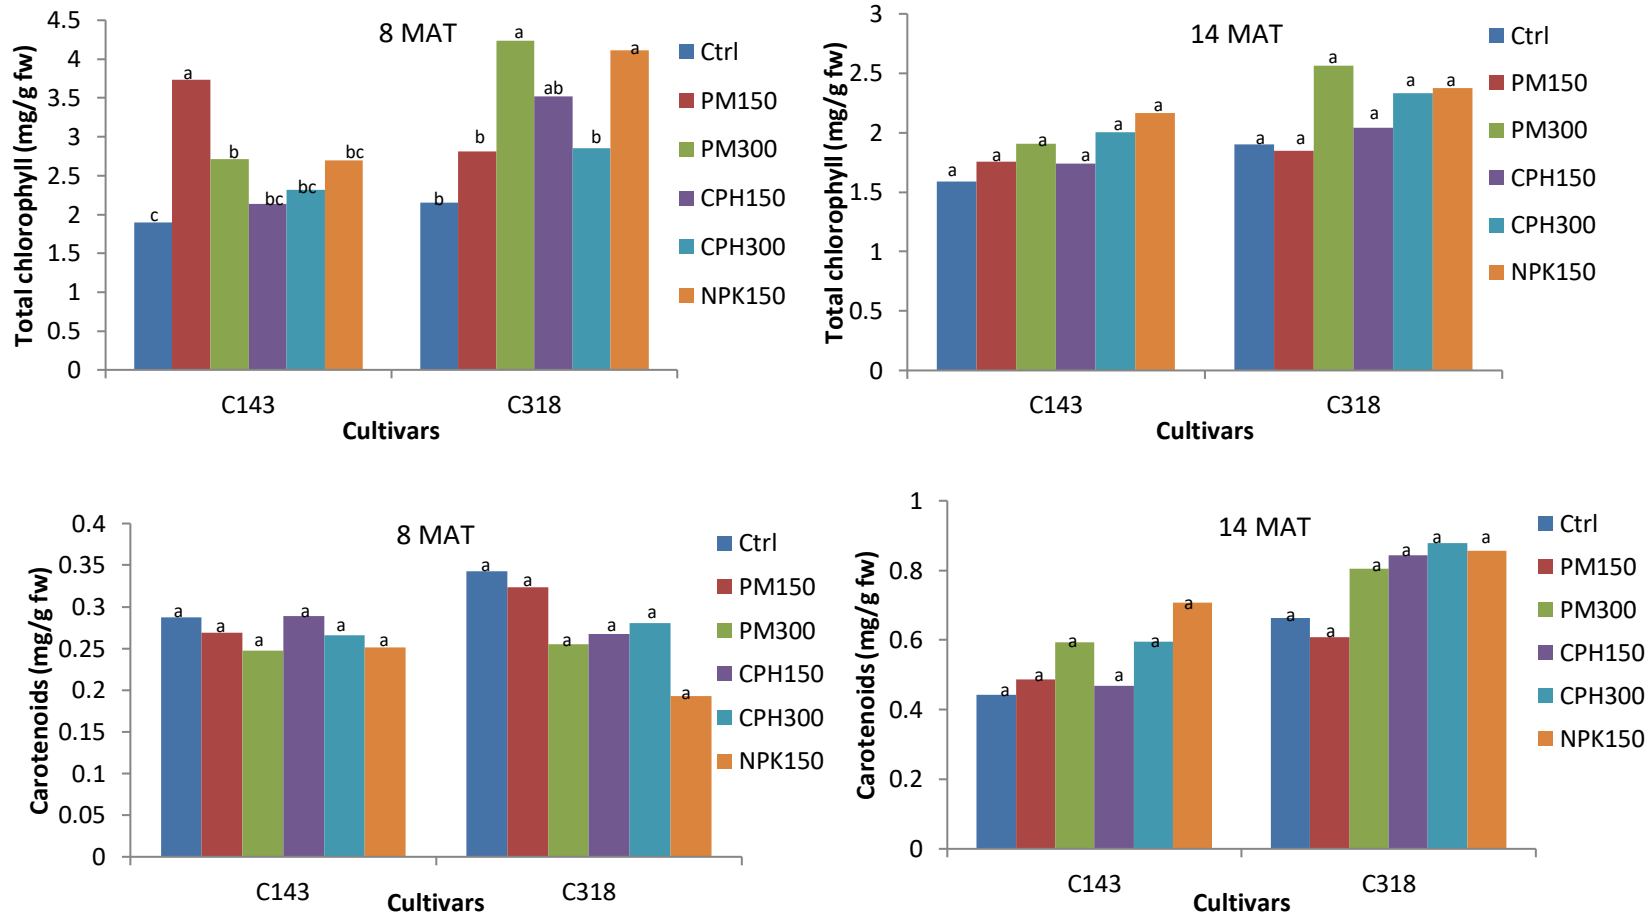 8 MAT
Total chlorophyll (mg/g fw)
4.5
4
3.5
3
2.5
2
1.5
1
0.5
0
c a b bc bc bc
b b a ab b a
C143 C318
Cultivars
Ctrl
PM150
PM300
CPH150
CPH300
NPK150
14 MAT
Total chlorophyll (mg/g fw)
3
2.5
2
1.5
1
0.5
0
a a a a a a
a a a a a a
C143 C318
Cultivars
Ctrl
PM150
PM300
CPH150
CPH300
NPK150
8 MAT
Carotenoids (mg/g fw)
0.4
0.35
0.3
0.25
0.2
0.15
0.1
0.05
0
a a a a a a
a a a a a a
C143 C318
Cultivars
Ctrl
PM150
PM300
CPH150
CPH300
NPK150
14 MAT
Carotenoids (mg/g fw)
1
0.8
0.6
0.4
0.2
0
a a a a a a
a a a a a a
C143 C318
Cultivars
Ctrl
PM150
PM300
CPH150
CPH300
NPK150